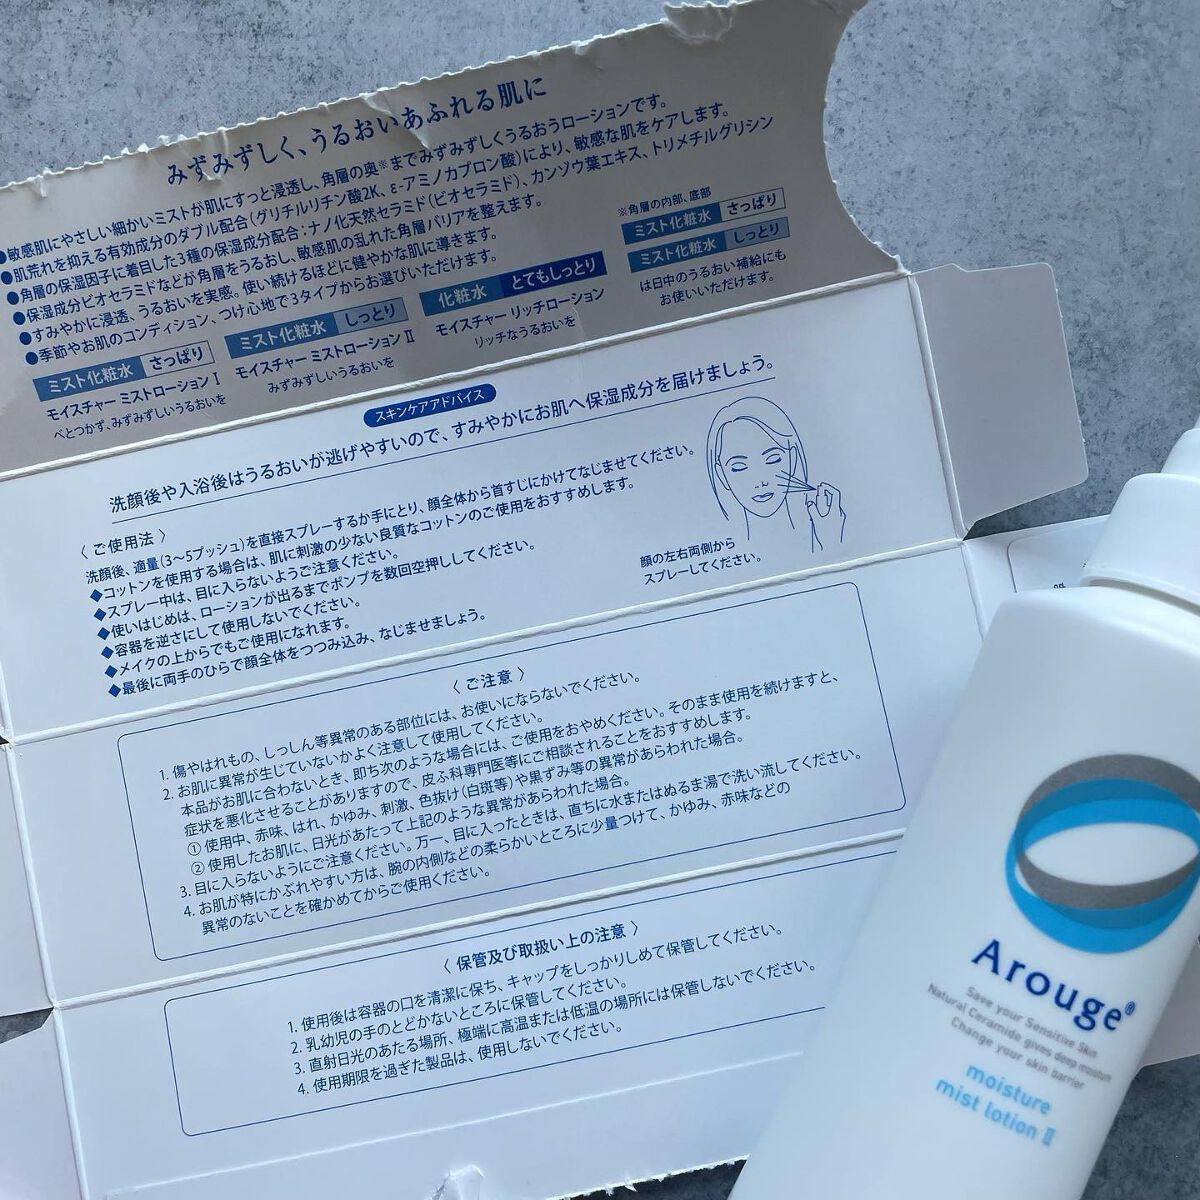 みずみずしく、うるおいあふれる肌に
●敏感肌にやさしい細かいミストが肌にすっと浸透し、角層の奥※までみずみずしくうるおうローションです。
●肌荒れを抑える有効成分のダブル配合(グリチルリチン酸2K、ε-アミノカプロン酸)により、敏感な肌をケアします。
●角層の保湿因子に着目した3種の保湿成分配合:ナノ化天然セラミド(ビオセラミド)、カンゾウ葉エキス、トリメチルグリシン
●保湿成分ビオセラミドなどが角層をうるおし、敏感肌の乱れた角層バリアを整えます。
●すみやかに浸透、うるおいを実感。使い続けるほどに健やかな肌に導きます。
●季節やお肌のコンディション、つけ心地で3タイプからお選びいただけます。
※角層の内部、底部
ミスト化粧水 さっぱり
モイスチャー ミストローション I
べとつかず、みずみずしいうるおいを
ミスト化粧水 しっとり
モイスチャー ミストローション II
みずみずしいうるおいを
化粧水 とてもしっとり
モイスチャー リッチローション
リッチなうるおいを
ミスト化粧水 さっぱり
ミスト化粧水 しっとり
は日中のうるおい補給にも
お使いいただけます。
スキンケアアドバイス
洗顔後や入浴後はうるおいが逃げやすいので、すみやかにお肌へ保湿成分を届けましょう。
〈 ご使用法 〉
洗顔後、適量(3〜5プッシュ)を直接スプレーするか手にとり、顔全体から首すじにかけてなじませてください。
◆コットンを使用する場合は、肌に刺激の少ない良質なコットンのご使用をおすすめします。
◆スプレー中は、目に入らないようご注意ください。
◆使いはじめは、ローションが出るまでポンプを数回空押ししてください。
◆容器を逆さにして使用しないでください。
◆メイクの上からでもご使用になれます。
◆最後に両手のひらで顔全体をつつみ込み、なじませましょう。
顔の左右両側から
スプレーしてください。
〈 ご注意 〉
1. 傷やはれもの、しっしん等異常のある部位には、お使いにならないでください。
2. お肌に異常が生じていないかよく注意して使用してください。
本品がお肌に合わないとき、即ち次のような場合には、ご使用をおやめください。そのまま使用を続けますと、
症状を悪化させることがありますので、皮ふ科専門医等にご相談されることをおすすめします。
① 使用中、赤味、はれ、かゆみ、刺激、色抜け(白斑等)や黒ずみ等の異常があらわれた場合。
② 使用したお肌に、日光があたって上記のような異常があらわれた場合。
3. 目に入らないようにご注意ください。万一、目に入ったときは、直ちに水またはぬるま湯で洗い流してください。
4. お肌が特にかぶれやすい方は、腕の内側などの柔らかいところに少量つけて、かゆみ、赤味などの
異常のないことを確かめてからご使用ください。
〈 保管及び取扱い上の注意 〉
1. 使用後は容器の口を清潔に保ち、キャップをしっかりしめて保管してください。
2. 乳幼児の手のとどかないところに保管してください。
3. 直射日光のあたる場所、極端に高温または低温の場所には保管しないでください。
4. 使用期限を過ぎた製品は、使用しないでください。
Arouge®
Save your Sensitive Skin
Natural Ceramide gives deep moisture
Change your skin barrier
moisture
mist lotion II